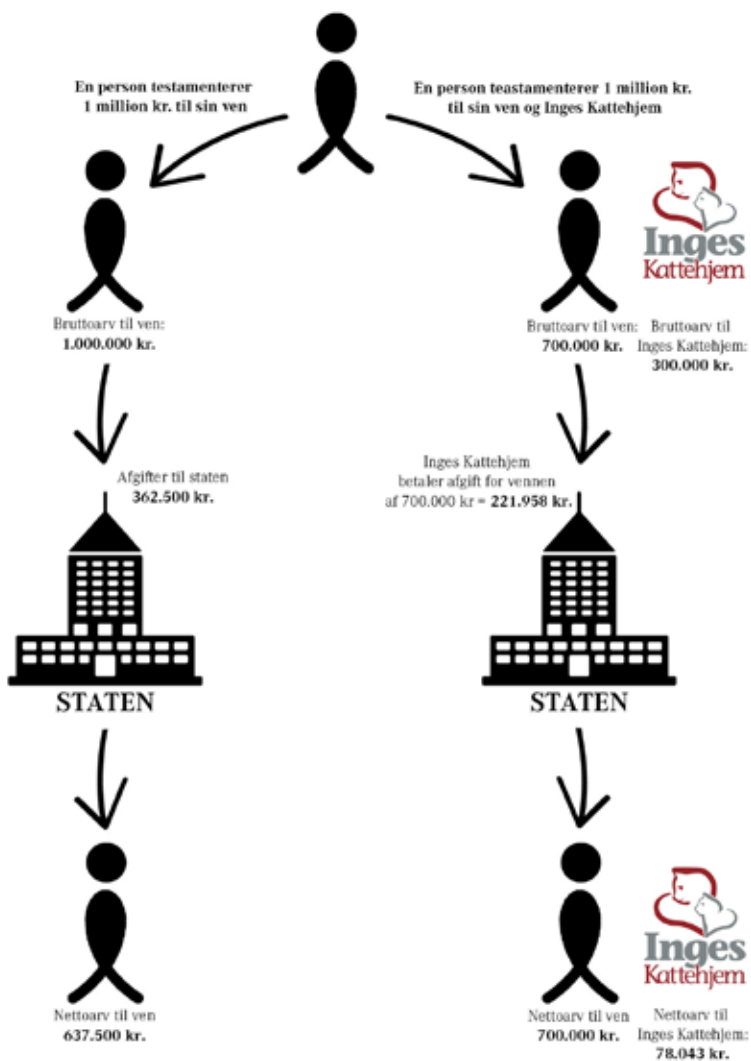 En person testamenterer
1 million kr. til sin ven
En person teastamenterer 1 million kr.
til sin ven og Inges Kattehjem
Inges
Kattehjem
Bruttoarv til ven:
1.000.000 kr.
Bruttoarv til ven:
700.000 kr.
Bruttoarv til
Inges Kattehjem:
300.000 kr.
Afgifter til staten
362.500 kr.
Inges Kattehjem
betaler afgift for vennen
af 700.000 kr = 221.958 kr.
STATEN
STATEN
Inges
Kattehjem
Nettoarv til ven
637.500 kr.
Nettoarv til ven
700.000 kr.
Nettoarv til
Inges Kattehjem:
78.043 kr.